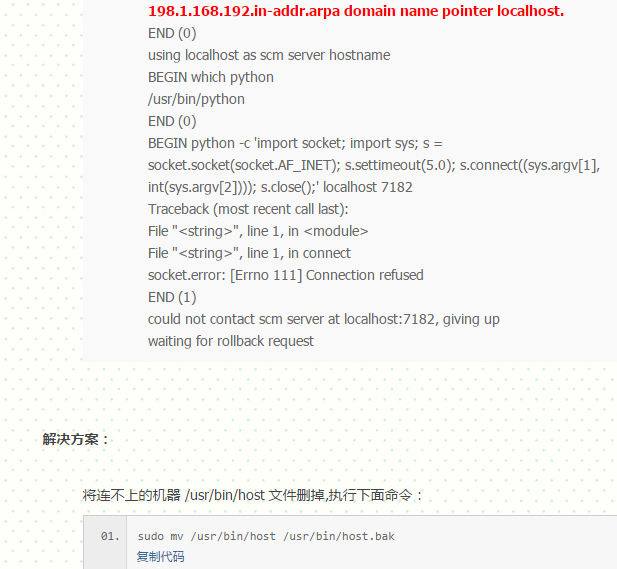 198.1.168.192.in-addr.arpa domain name pointer localhost.
END (0)
using localhost as scm server hostname
BEGIN which python
/usr/bin/python
END (0)
BEGIN python -c 'import socket; import sys; s =
socket.socket(socket.AF_INET); s.settimeout(5.0); s.connect((sys.argv[1],
int(sys.argv[2]))); s.close();' localhost 7182
Traceback (most recent call last):
File "<string>", line 1, in <module>
File "<string>", line 1, in connect
socket.error: [Errno 111] Connection refused
END (1)
could not contact scm server at localhost:7182, giving up
waiting for rollback request
解决方案：
将连不上的机器 /usr/bin/host 文件删掉,执行下面命令：
01. sudo mv /usr/bin/host /usr/bin/host.bak
复制代码